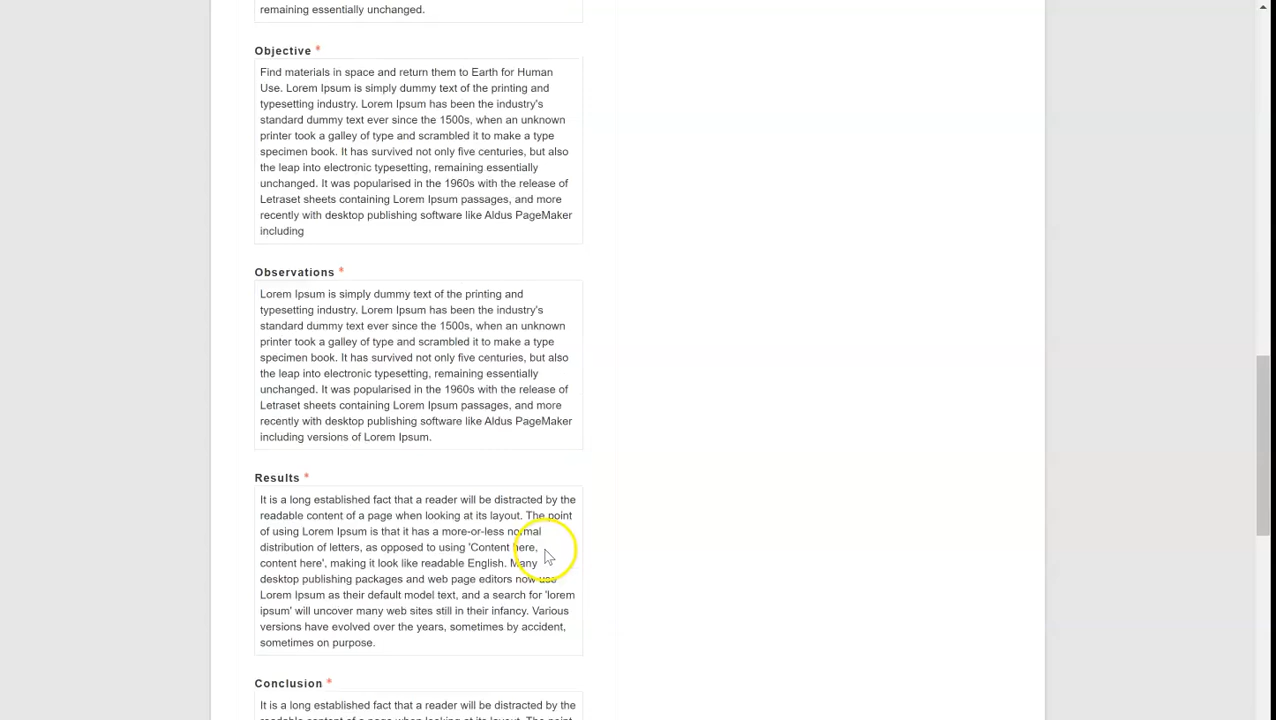 remaining essentially unchanged.
Objective *
Find materials in space and return them to Earth for Human
Use. Lorem Ipsum is simply dummy text of the printing and
typesetting industry. Lorem Ipsum has been the industry's
standard dummy text ever since the 1500s, when an unknown
printer took a galley of type and scrambled it to make a type
specimen book. It has survived not only five centuries, but also
the leap into electronic typesetting, remaining essentially
unchanged. It was popularised in the 1960s with the release of
Letraset sheets containing Lorem Ipsum passages, and more
recently with desktop publishing software like Aldus PageMaker
including
Observations *
Lorem Ipsum is simply dummy text of the printing and
typesetting industry. Lorem Ipsum has been the industry's
standard dummy text ever since the 1500s, when an unknown
printer took a galley of type and scrambled it to make a type
specimen book. It has survived not only five centuries, but also
the leap into electronic typesetting, remaining essentially
unchanged. It was popularised in the 1960s with the release of
Letraset sheets containing Lorem Ipsum passages, and more
recently with desktop publishing software like Aldus PageMaker
including versions of Lorem Ipsum.
Results *
It is a long established fact that a reader will be distracted by the
readable content of a page when looking at its layout. The point
of using Lorem Ipsum is that it has a more-or-less normal
distribution of letters, as opposed to using 'Content here,
content here', making it look like readable English. Many
desktop publishing packages and web page editors now use
Lorem Ipsum as their default model text, and a search for 'lorem
ipsum' will uncover many web sites still in their infancy. Various
versions have evolved over the years, sometimes by accident,
sometimes on purpose.
Conclusion *
It is a long established fact that a reader will be distracted by the
readable content of a page when looking at its layout. The point